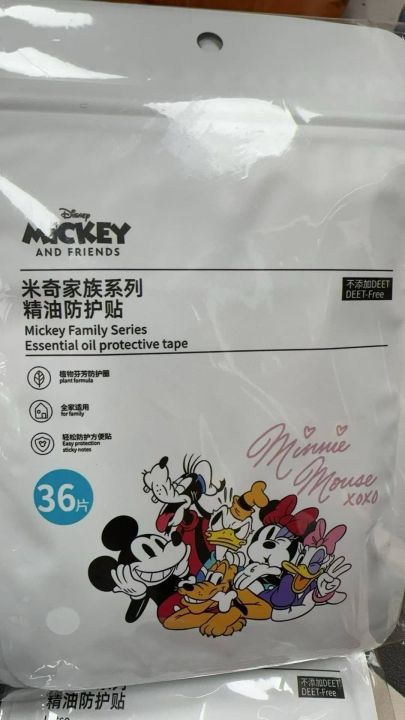 Disney
MiCKEY
AND FRIENDS
米奇家族系列
精油防护贴
Mickey Family Series
Essential oil protective tape
不添加DEET
DEET-Free
植物芬芳防护圈
plant formula
全家适用
for family
轻松防护方便贴
Easy protection
sticky notes
36片
Minnie
Mouse
XOXO
精油防护贴
不添加DEET
DEET-Free